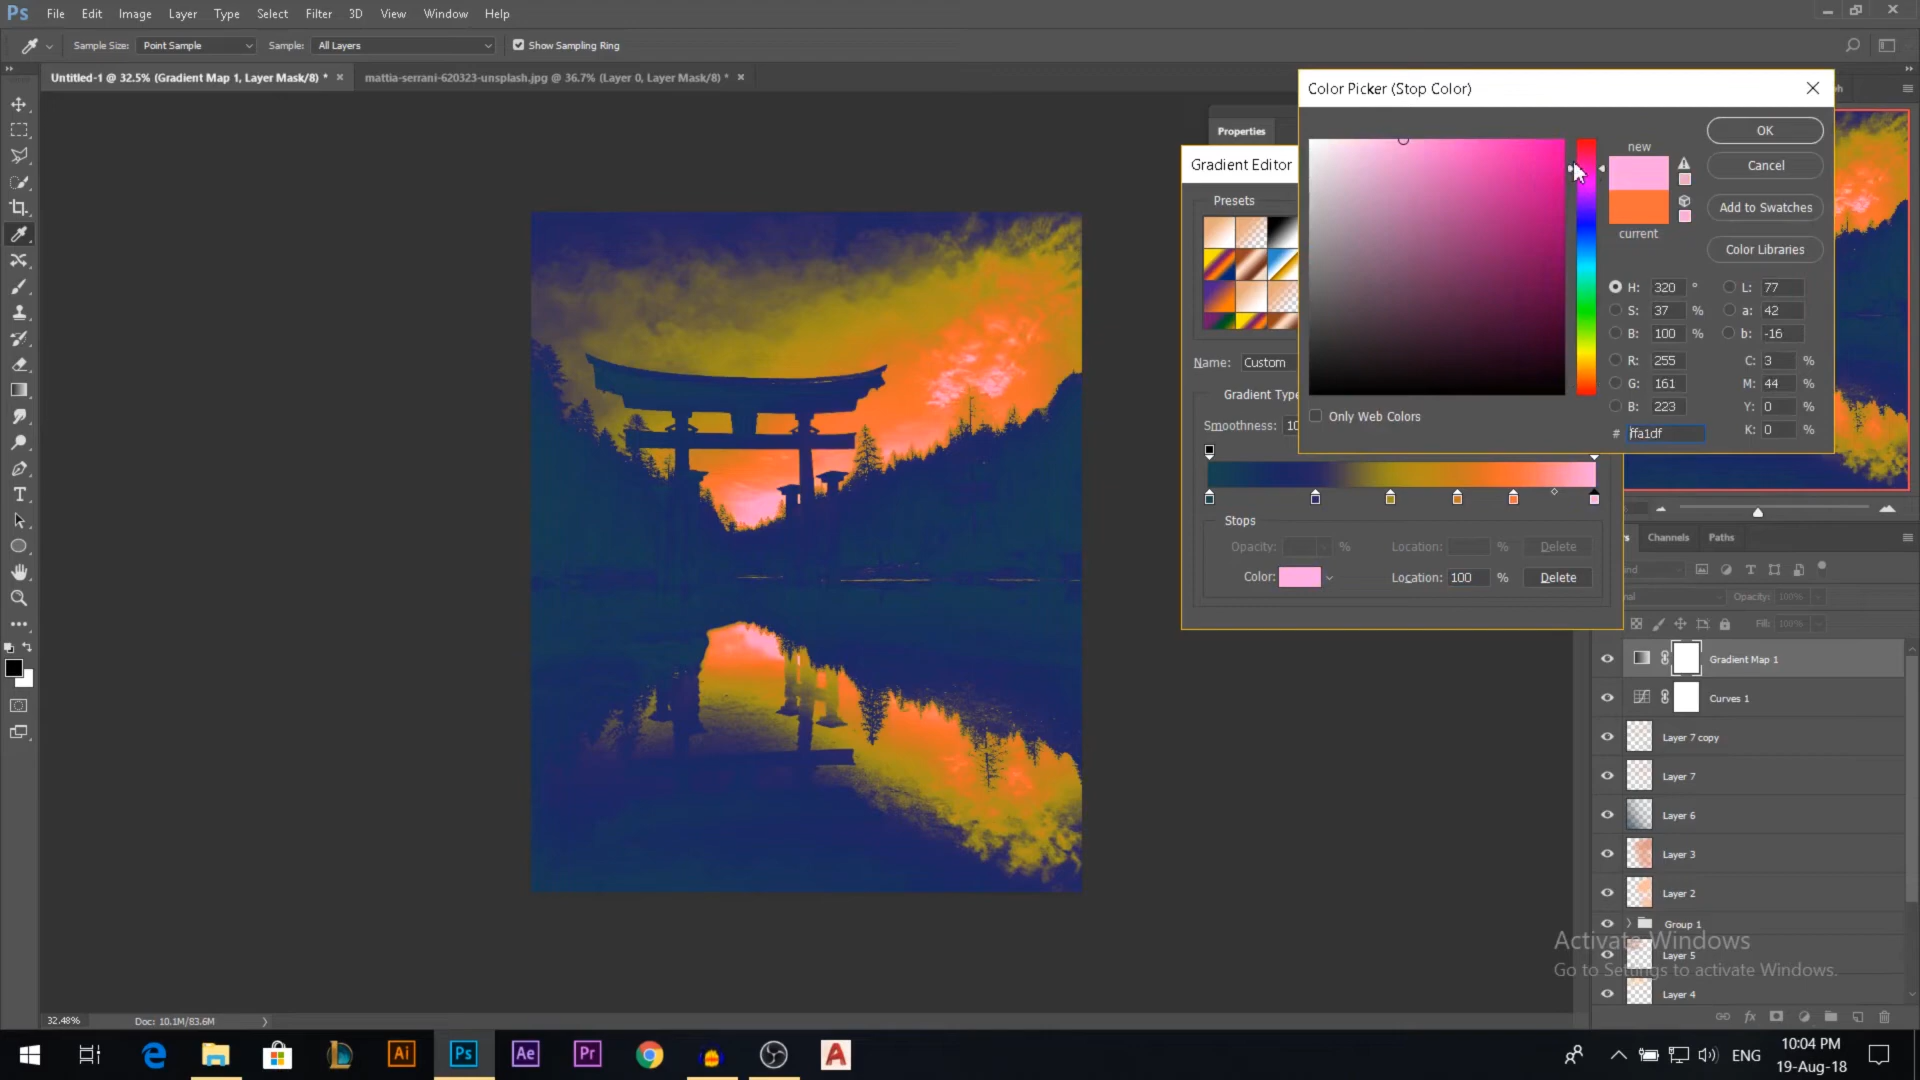 Ps File Edit Image Layer Type Select Filter 3D View Window Help
Sample Size: Point Sample Sample: All Layers Show Sampling Ring
Untitled-1 @ 32.5% (Gradient Map 1, Layer Mask/8) * × mattia-serrani-620323-unsplash.jpg @ 36.7% (Layer 0, Layer Mask/8) * ×
Color Picker (Stop Color)
Properties
OK
new
Gradient Editor
Cancel
Presets
Add to Swatches
current
Color Libraries
H: 320 ° L: 77
S: 37 % a: 42
B: 100 % b: -16
Name: Custom
R: 255 C: 3 %
G: 161 M: 44 %
Gradient Type
B: 223 Y: 0 %
Only Web Colors
Smoothness: 10
# ffa1df K: 0 %
Stops
Channels Paths
Opacity: % Location: % Delete
Color: Location: 100 % Delete
Opacity: 100%
Fill: 100%
Gradient Map 1
Curves 1
Layer 7 copy
Layer 7
Layer 6
Layer 3
Layer 2
Group 1
Activate Windows
Layer 5
Go to Settings to activate Windows.
Layer 4
32.48% Doc: 10.1M/83.6M
Ai Ps Ae Pr
ENG
10:04 PM
19-Aug-18